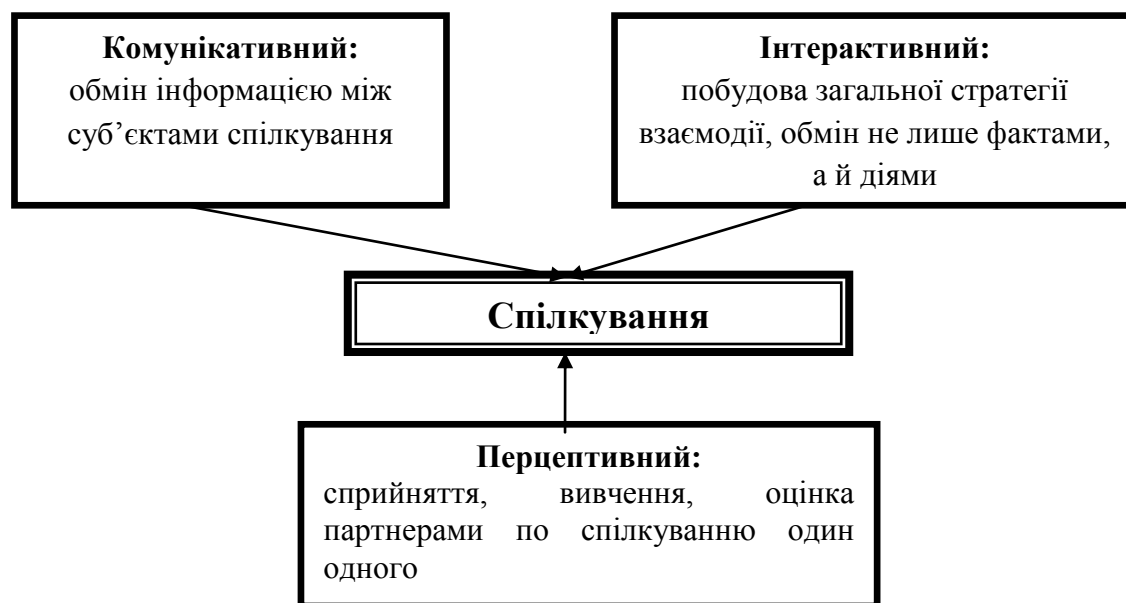 Комунікативний:
обмін інформацією між
суб’єктами спілкування
Інтерактивний:
побудова загальної стратегії
взаємодії, обмін не лише фактами,
а й діями
Спілкування
Перцептивний:
сприйняття, вивчення, оцінка
партнерами по спілкуванню один
одного